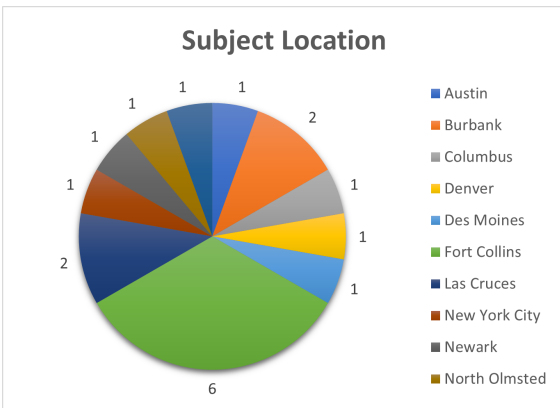 Subject Location
1
1
1
2
1
1
1
2
1
1
6
Austin
Burbank
Columbus
Denver
Des Moines
Fort Collins
Las Cruces
New York City
Newark
North Olmsted